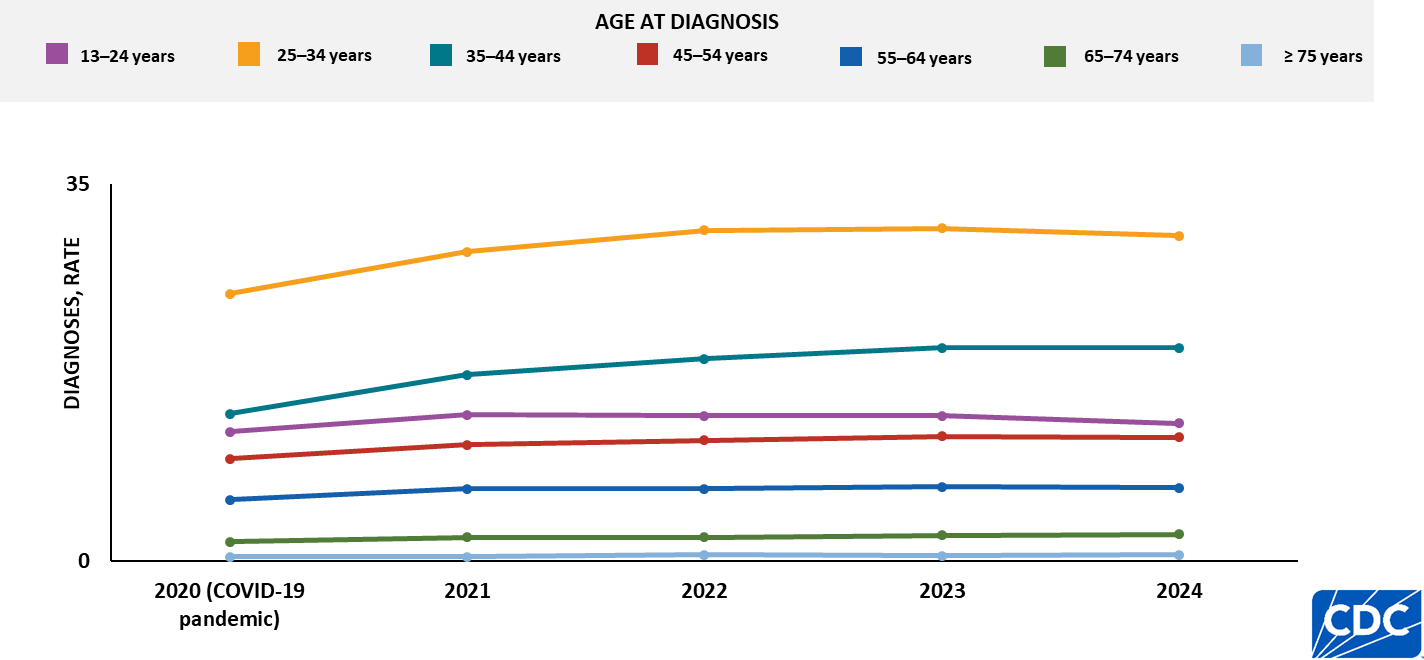 AGE AT DIAGNOSIS
13–24 years
25–34 years
35–44 years
45–54 years
55–64 years
65–74 years
≥ 75 years
35
DIAGNOSES, RATE
0
2020 (COVID-19
pandemic)
2021
2022
2023
2024
CDC